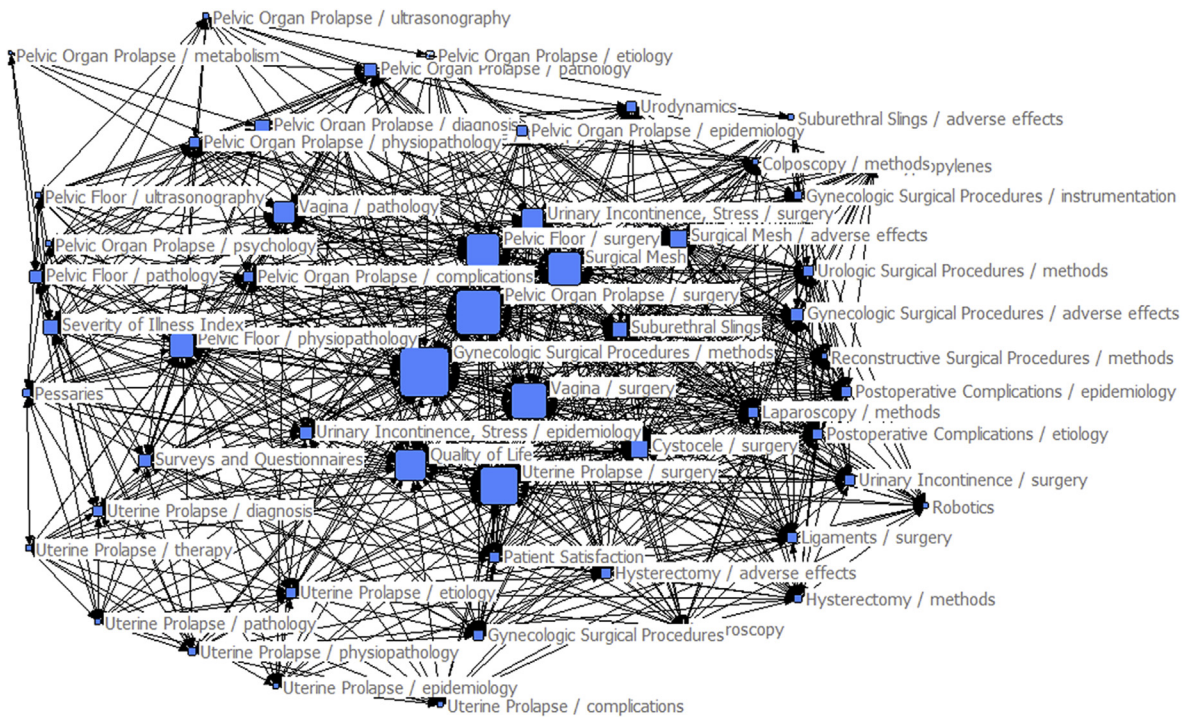 Pelvic Organ Prolapse / ultrasonography
Pelvic Organ Prolapse / metabolism
Pelvic Organ Prolapse / etiology
Pelvic Organ Prolapse / pathology
Urodynamics
Suburethral Slings / adverse effects
Pelvic Organ Prolapse / diagnosis
Pelvic Organ Prolapse / epidemiology
Pelvic Organ Prolapse / physiopathology
Colposcopy / methods
pylenes
Pelvic Floor / ultrasonography
Gynecologic Surgical Procedures / instrumentation
Vagina / pathology
Urinary Incontinence, Stress / surgery
Surgical Mesh / adverse effects
Pelvic Floor / surgery
Pelvic Organ Prolapse / psychology
Surgical Mesh
Urologic Surgical Procedures / methods
Pelvic Floor / pathology
Pelvic Organ Prolapse / complications
Pelvic Organ Prolapse / surgery
Gynecologic Surgical Procedures / adverse effects
Severity of Illness Index
Suburethral Slings
Pelvic Floor / physiopathology
Gynecologic Surgical Procedures / methods
Reconstructive Surgical Procedures / methods
Vagina / surgery
Postoperative Complications / epidemiology
Pessaries
Laparoscopy / methods
Urinary Incontinence, Stress / epidemiology
Postoperative Complications / etiology
Cystocele / surgery
Quality of Life
Surveys and Questionnaires
Uterine Prolapse / surgery
Urinary Incontinence / surgery
Robotics
Uterine Prolapse / diagnosis
Ligaments / surgery
Uterine Prolapse / therapy
Patient Satisfaction
Hysterectomy / adverse effects
Uterine Prolapse / etiology
Hysterectomy / methods
Uterine Prolapse / pathology
Gynecologic Surgical Procedures
roscopy
Uterine Prolapse / physiopathology
Uterine Prolapse / epidemiology
Uterine Prolapse / complications